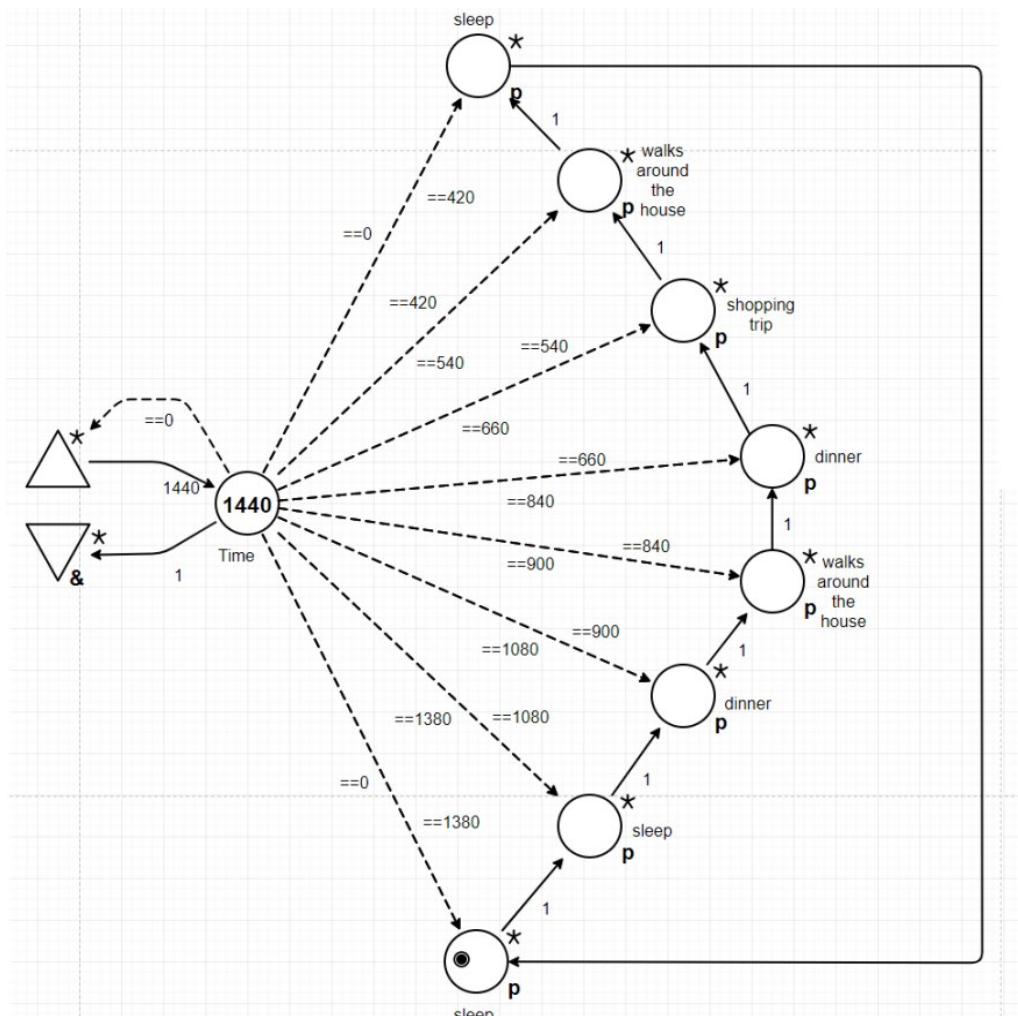 sleep
*
p
1
* walks
around
the
house
p
==420
==0
1
==420
* shopping
trip
p
==540
==540
1
==0
*
==660
*
dinner
p
==660
1440
1440
==840
*
Time
1
&
1
==840
==900
* walks
around
the
house
p
==900
==1080
1
*
dinner
p
==1380
==1080
1
==0
*
sleep
p
==1380
1
*
p
sleep